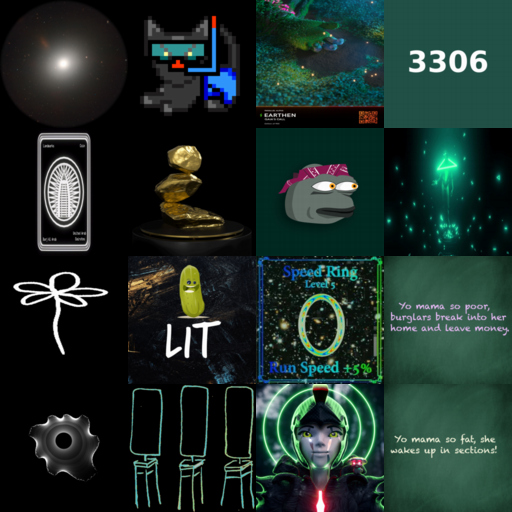 3306
EARTHEN
LIT
Speed Ring
Level 5
Run Speed +5%
Yo mama so poor,
burglars break into her
home and leave money.
Yo mama so fat, she
wakes up in sections!